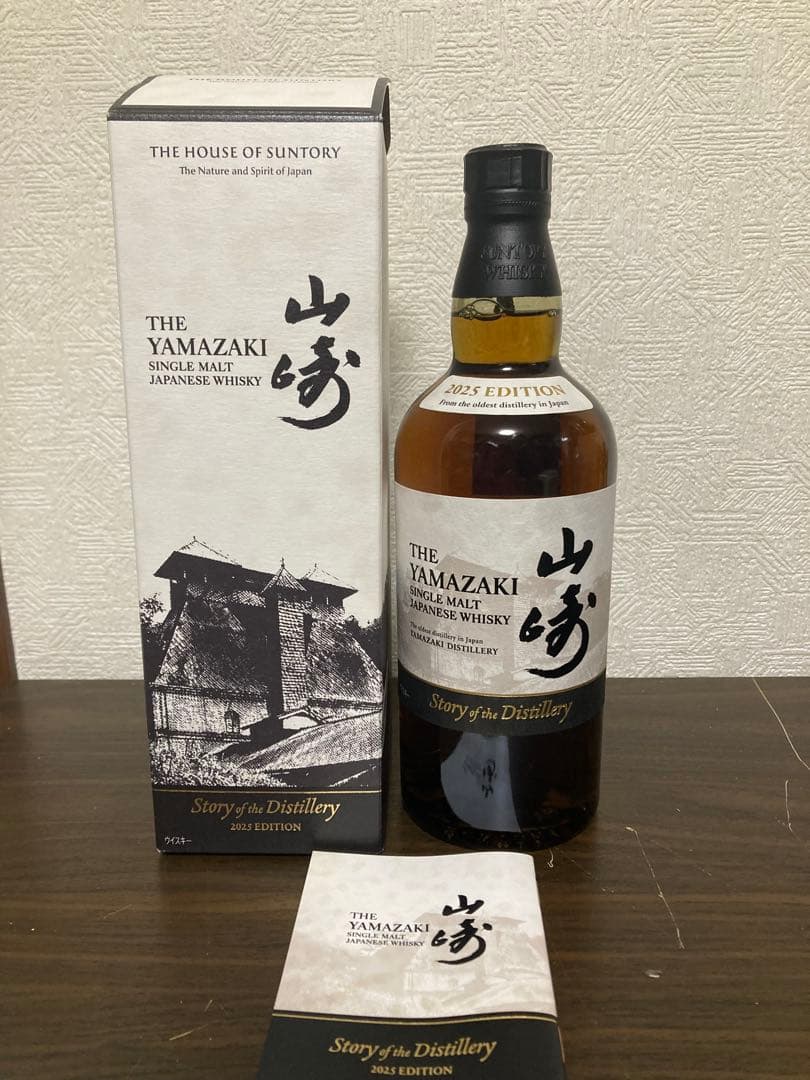 THE HOUSE OF SUNTORY
The Nature and Spirit of Japan
THE
YAMAZAKI
SINGLE MALT
JAPANESE WHISKY
山崎
Story of the Distillery
2025 EDITION
ウイスキー
SUNTORY
WHISKY
2025 EDITION
From the oldest distillery in Japan
THE
YAMAZAKI
SINGLE MALT
JAPANESE WHISKY
山崎
The oldest distillery in Japan
YAMAZAKI DISTILLERY
Story of the Distillery
THE
YAMAZAKI
SINGLE MALT
JAPANESE WHISKY
山崎
Story of the Distillery
2025 EDITION